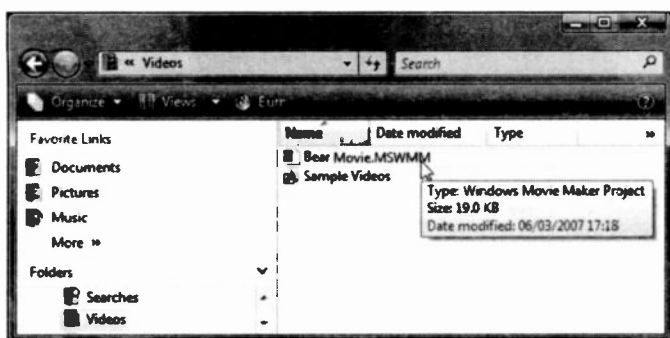 « Videos
Search
Organize
Views
Favorite Links
Name
Date modified
Type
»
Documents
Pictures
Music
More »
Folders
Searches
Videos
Bear Movie.MSWMM
Sample Videos
Type: Windows Movie Maker Project
Size: 19.0 KB
Date modified: 06/03/2007 17:18